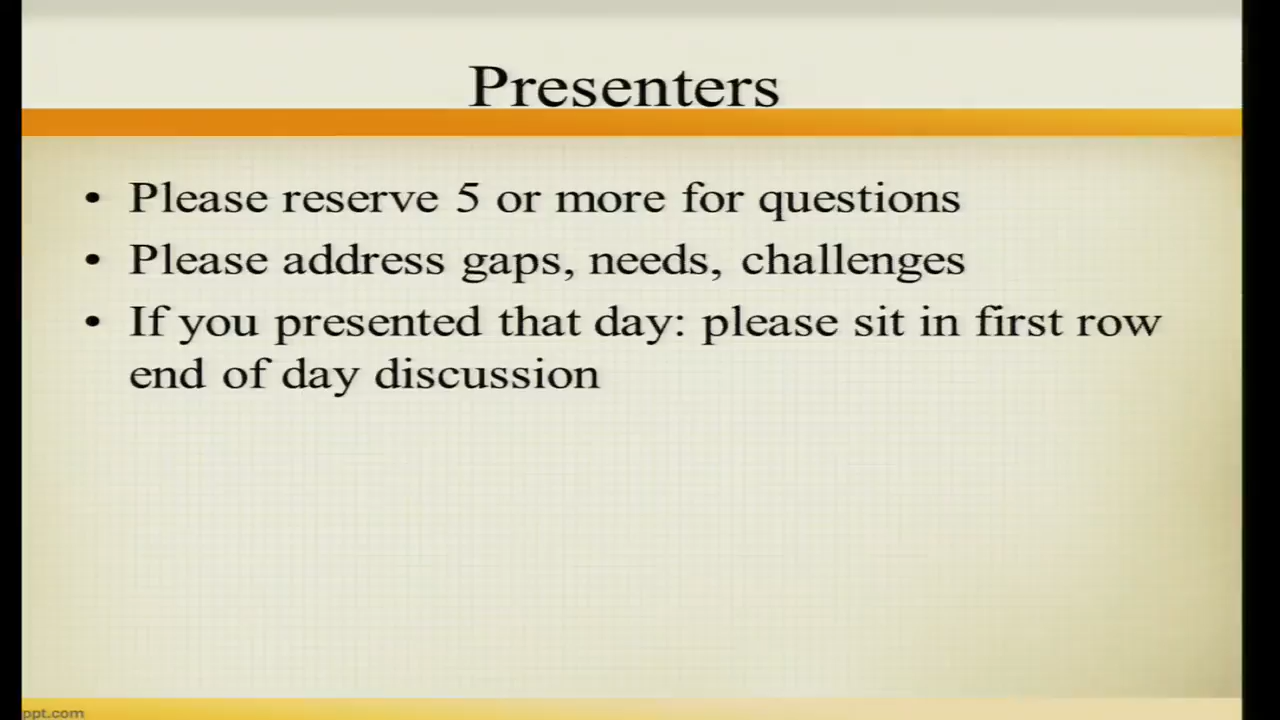 Presenters
• Please reserve 5 or more for questions
• Please address gaps, needs, challenges
• If you presented that day: please sit in first row
end of day discussion
ppt.com